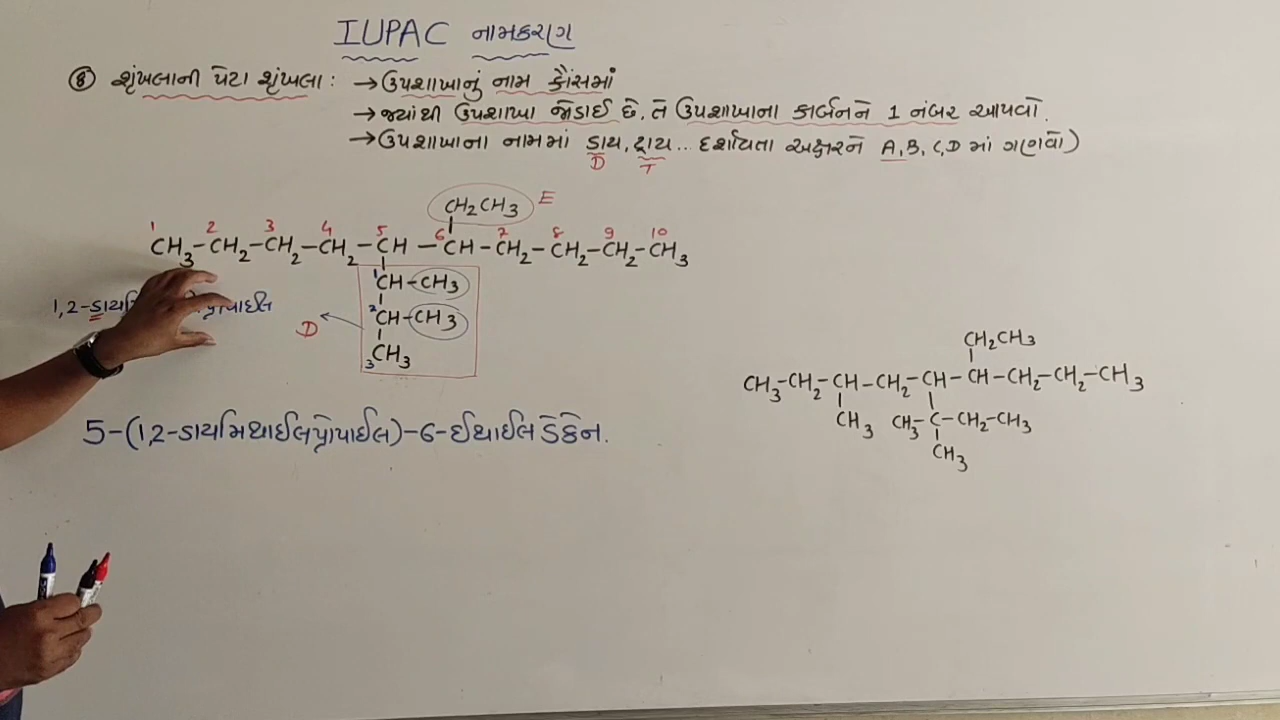 IUPAC નામકરણ
⑧ શૃંખલાની પેટા શૃંખલા : → ઉપશાખાનું નામ કૌંસમાં
→ જ્યાંથી ઉપશાખા જોડાઈ છે, તે ઉપશાખાના કાર્બનને 1 નંબર આપવો.
→ ઉપશાખાના નામમાં ડાય, ટ્રાય... દર્શાવતા અક્ષરને A, B, C, D માં ગણવો)
D T
CH2CH3 E
1 2 3 4 5 6 7 8 9 10
CH3-CH2-CH2-CH2-CH-CH-CH2-CH2-CH2-CH3
1CH-CH3
1,2-
2CH-CH3
D
3CH3
5-(1,2-ડાયમિથાઈલપ્રોપાઈલ)-6-ઈથાઈલ ડેકેન.
CH2CH3
CH3-CH2-CH-CH2-CH-CH-CH2-CH2-CH3
CH3 CH3-C-CH2-CH3
CH3